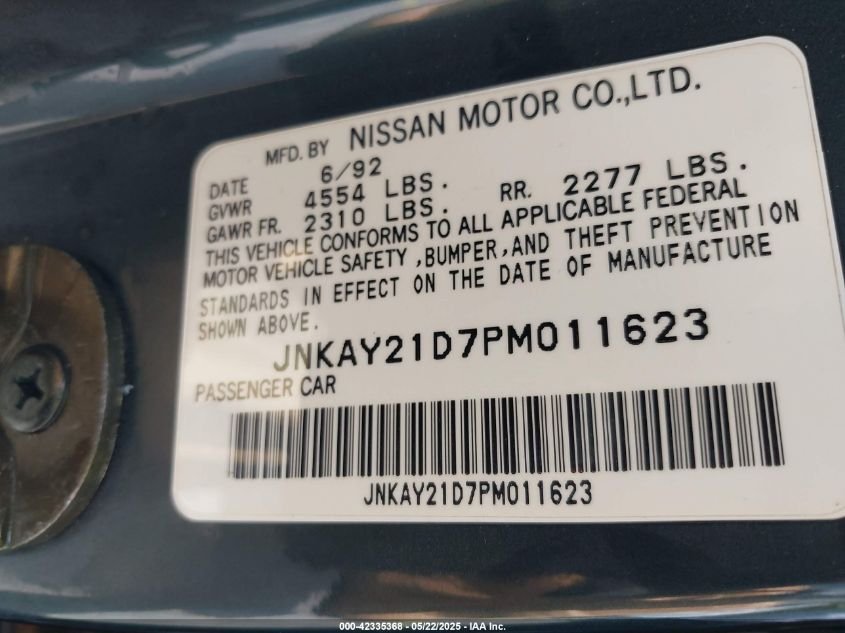 MFD. BY NISSAN MOTOR CO.,LTD.
DATE 6/92
GVWR 4554 LBS.
GAWR FR. 2310 LBS. RR. 2277 LBS.
THIS VEHICLE CONFORMS TO ALL APPLICABLE FEDERAL
MOTOR VEHICLE SAFETY ,BUMPER,AND THEFT PREVENTION
STANDARDS IN EFFECT ON THE DATE OF MANUFACTURE
SHOWN ABOVE.
JNKAY21D7PM011623
PASSENGER CAR
JNKAY21D7PM011623
000-42335368 - 05/22/2025 - IAA Inc.